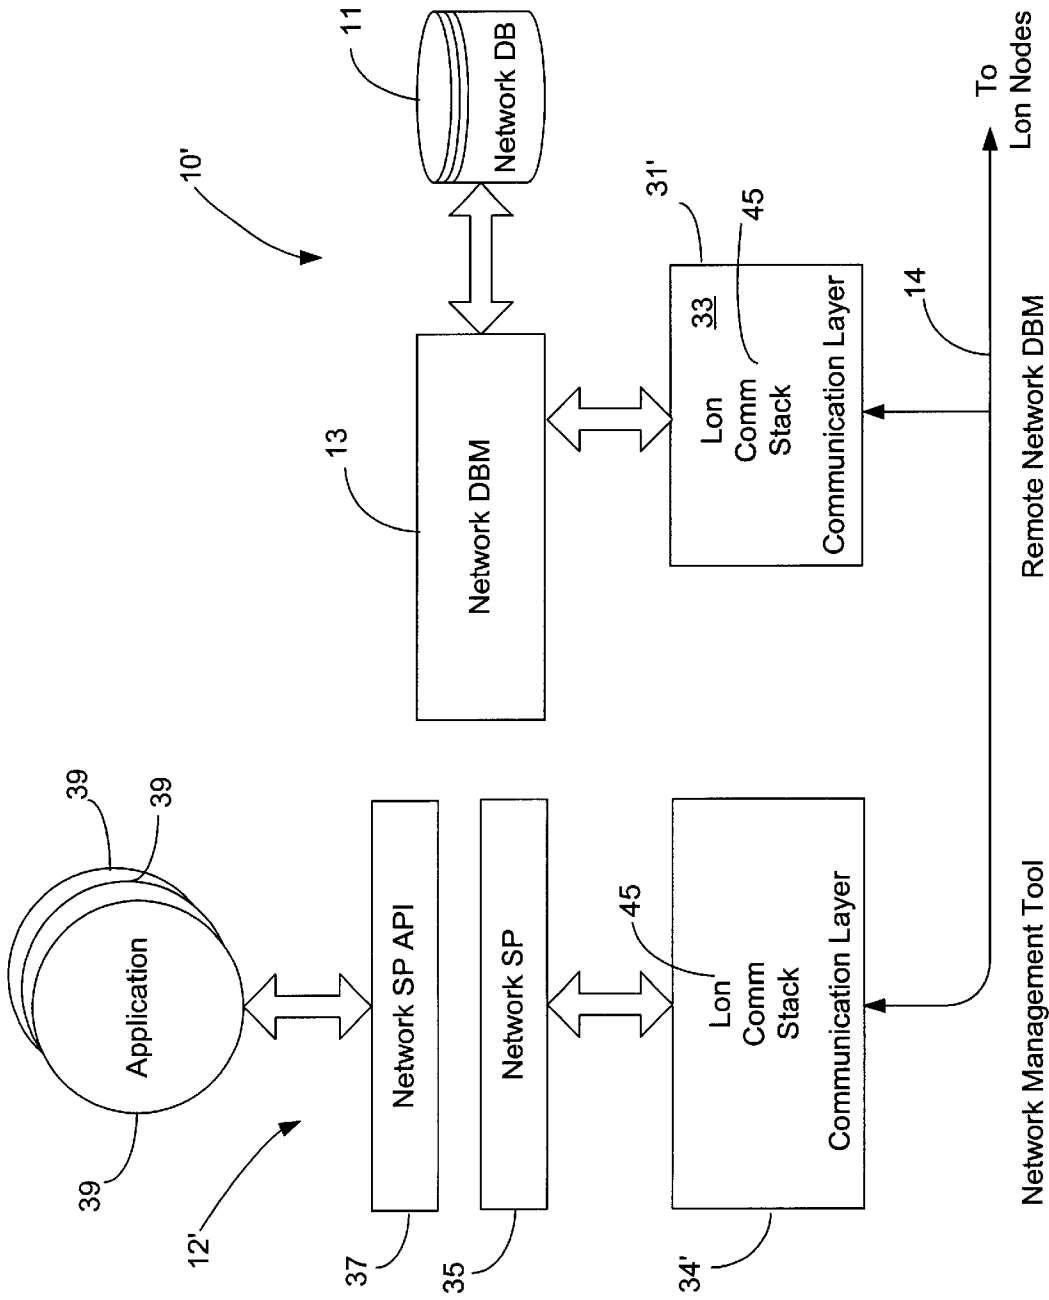 39
39
39
Application
12'
37
Network SP API
35
Network SP
45
34'
Lon
Comm
Stack
Communication Layer
Network Management Tool
10'
11
Network DB
13
Network DBM
31'
33
45
Lon
Comm
Stack
Communication Layer
14
Remote Network DBM
To
Lon Nodes